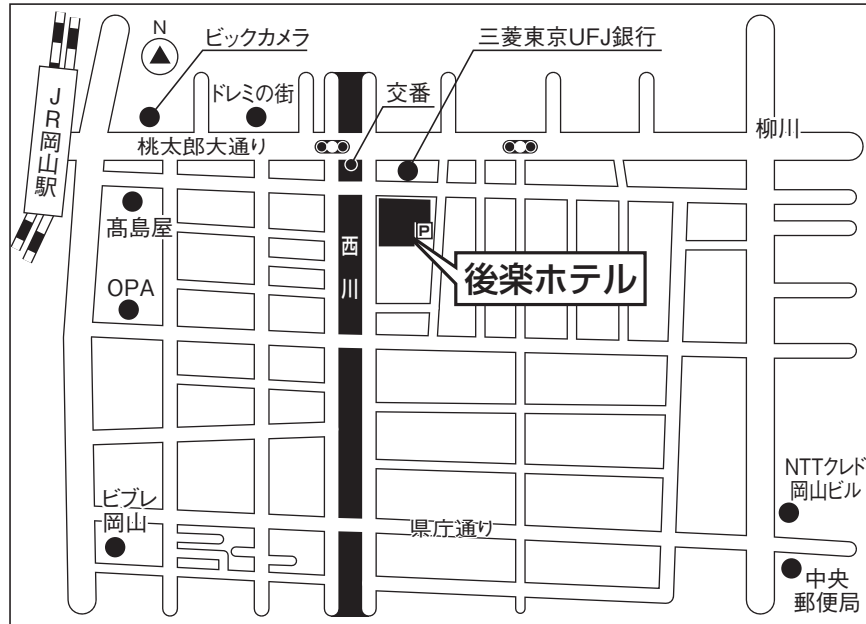 N
ビックカメラ
三菱東京UFJ銀行
ドレミの街
交番
柳川
桃太郎大通り
JR岡山駅
髙島屋
P
西川
後楽ホテル
OPA
NTTクレド
岡山ビル
ビブレ
岡山
県庁通り
中央
郵便局